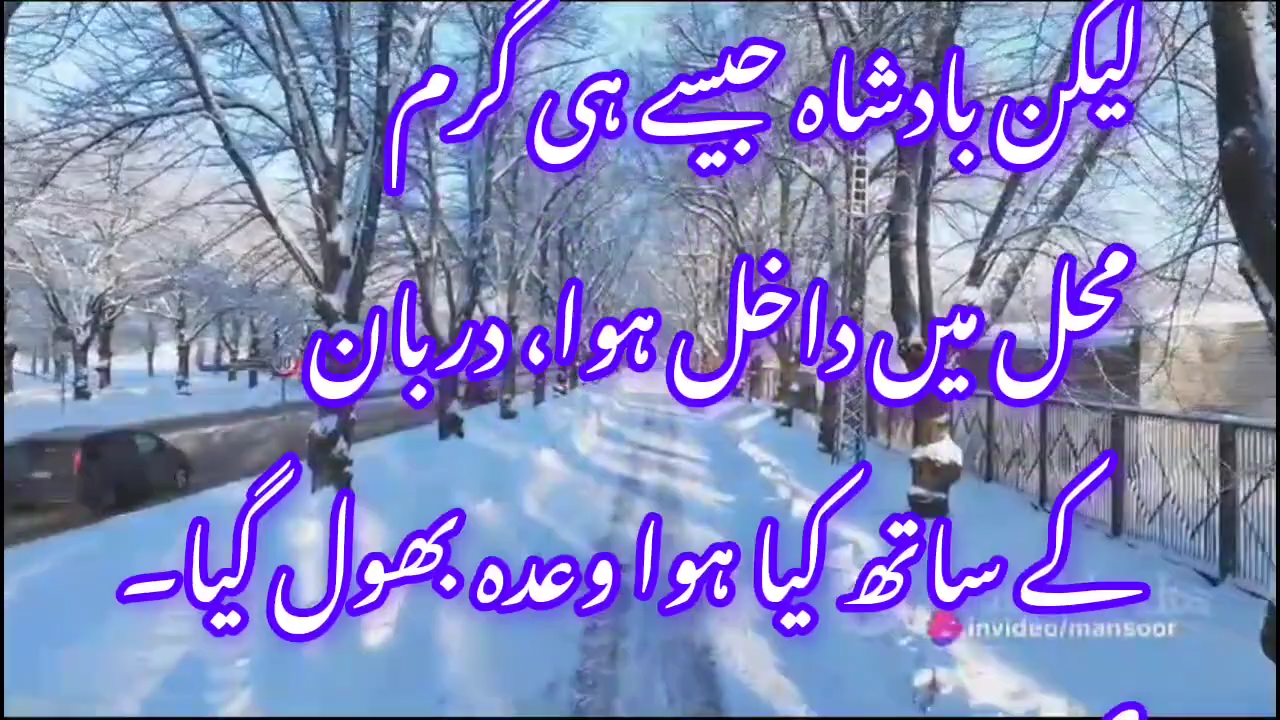 لیکن بادشاہ جیسے ہی گرم
محل میں داخل ہوا، دربان
کے ساتھ کیا ہوا وعدہ بھول گیا۔
invideo/mansoor